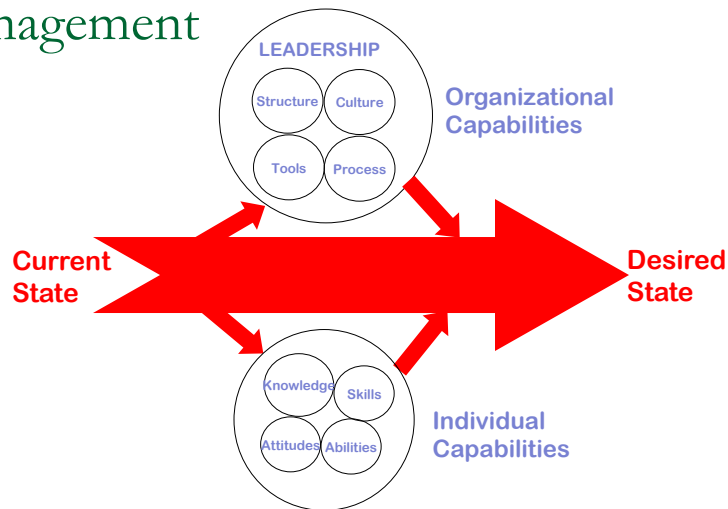 nagement
LEADERSHIP
Structure
Culture
Tools
Process
Organizational
Capabilities
Current
State
Desired
State
Knowledge
Skills
Attitudes
Abilities
Individual
Capabilities